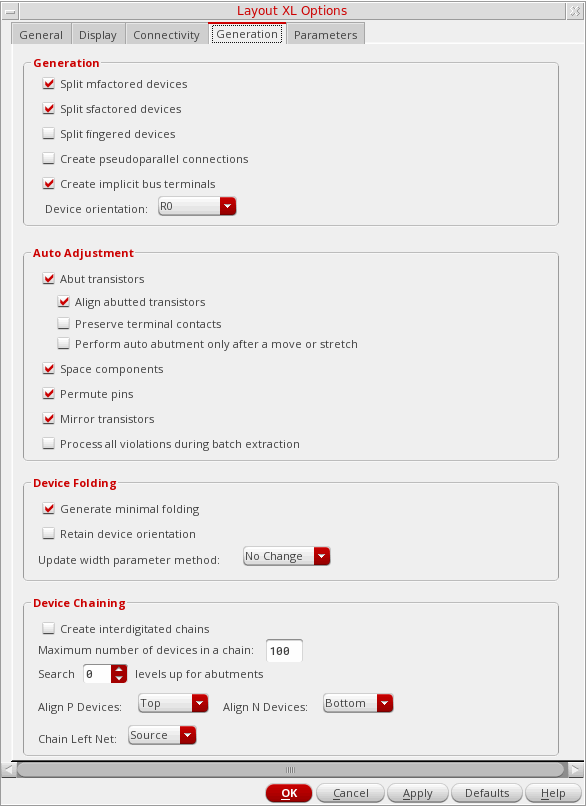 Layout XL Options
General Display Connectivity Generation Parameters
Generation
Split mfactored devices
Split sfactored devices
Split fingered devices
Create pseudoparallel connections
Create implicit bus terminals
Device orientation: R0
Auto Adjustment
Abut transistors
Align abutted transistors
Preserve terminal contacts
Perform auto abutment only after a move or stretch
Space components
Permute pins
Mirror transistors
Process all violations during batch extraction
Device Folding
Generate minimal folding
Retain device orientation
Update width parameter method: No Change
Device Chaining
Create interdigitated chains
Maximum number of devices in a chain: 100
Search 0 levels up for abutments
Align P Devices: Top Align N Devices: Bottom
Chain Left Net: Source
OK Cancel Apply Defaults Help